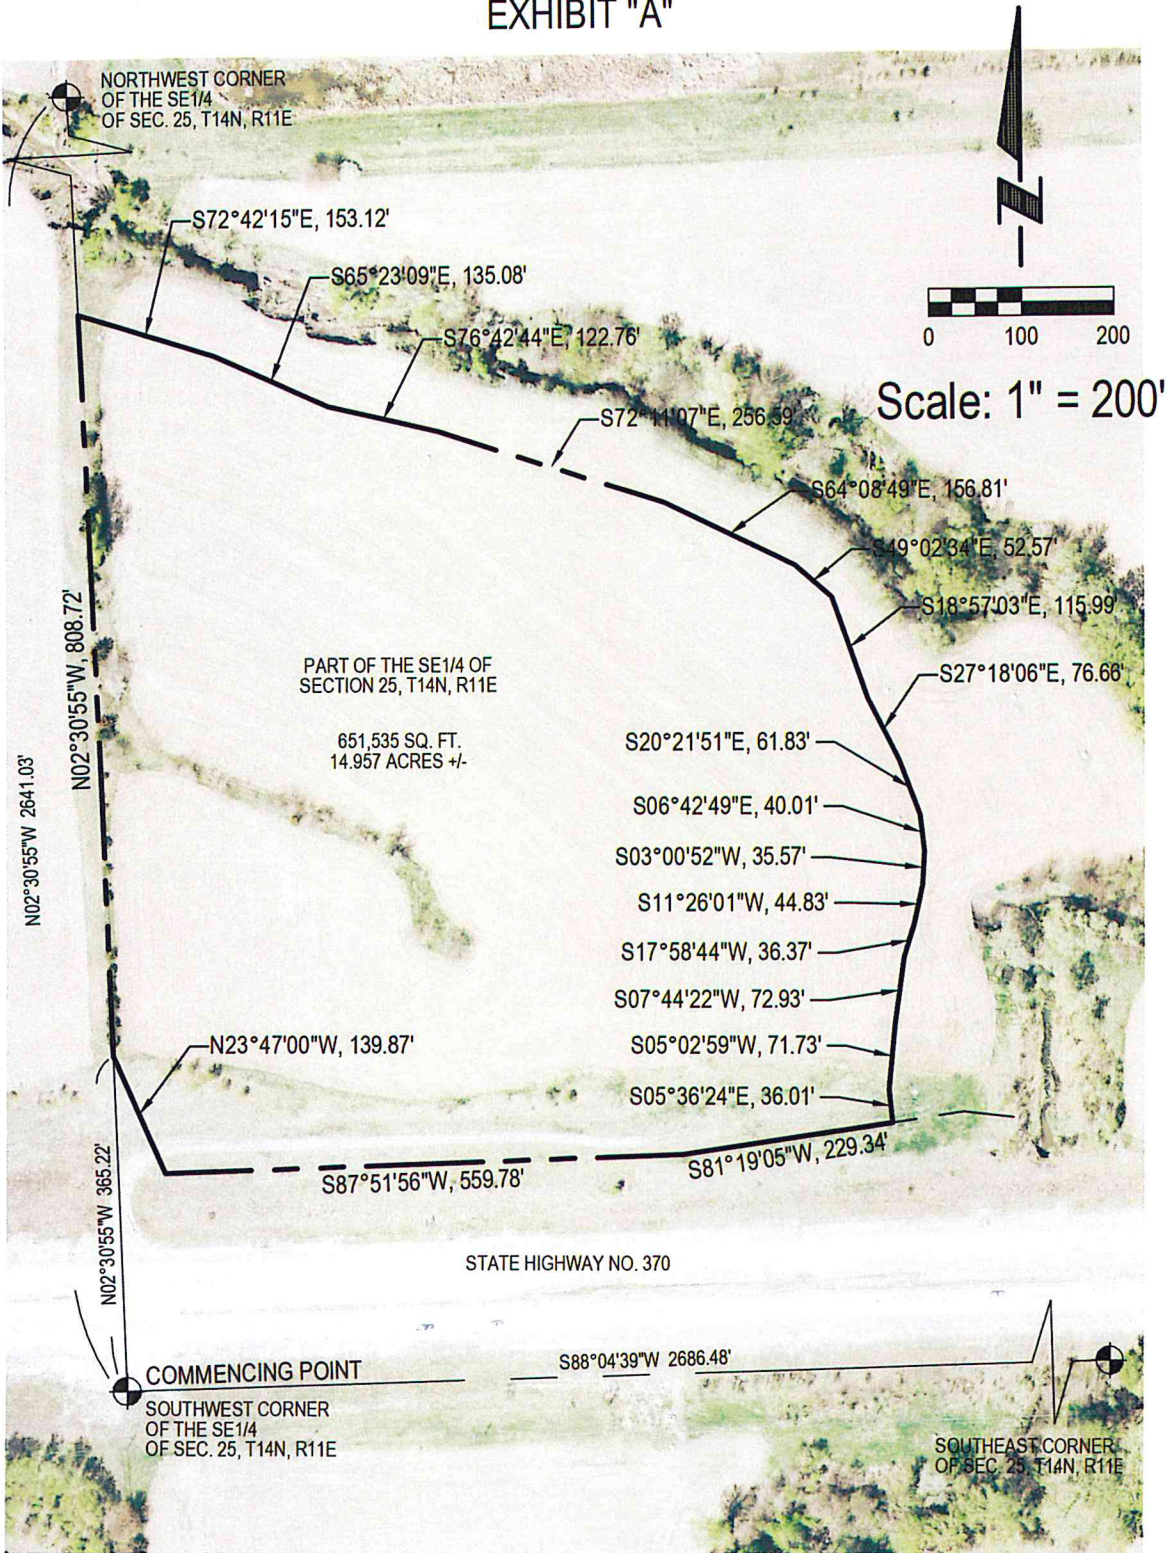 EXHIBIT "A"
NORTHWEST CORNER
OF THE SE1/4
OF SEC. 25, T14N, R11E
S72°42'15"E, 153.12'
S65°23'09"E, 135.08'
S76°42'44"E, 122.76'
0 100 200
Scale: 1" = 200'
S72°11'07"E, 256.59'
S64°08'49"E, 156.81'
S49°02'34"E, 52.57'
S18°57'03"E, 115.99'
N02°30'55"W, 808.72'
PART OF THE SE1/4 OF
SECTION 25, T14N, R11E
S27°18'06"E, 76.66'
651,535 SQ. FT.
14.957 ACRES +/-
S20°21'51"E, 61.83'
N02°30'55"W 2641.03'
S06°42'49"E, 40.01'
S03°00'52"W, 35.57'
S11°26'01"W, 44.83'
S17°58'44"W, 36.37'
S07°44'22"W, 72.93'
N23°47'00"W, 139.87'
S05°02'59"W, 71.73'
S05°36'24"E, 36.01'
S81°19'05"W, 229.34'
S87°51'56"W, 559.78'
N02°30'55"W 365.22'
STATE HIGHWAY NO. 370
COMMENCING POINT
S88°04'39"W 2686.48'
SOUTHWEST CORNER
OF THE SE1/4
OF SEC. 25, T14N, R11E
SOUTHEAST CORNER
OF SEC. 25, T14N, R11E
N